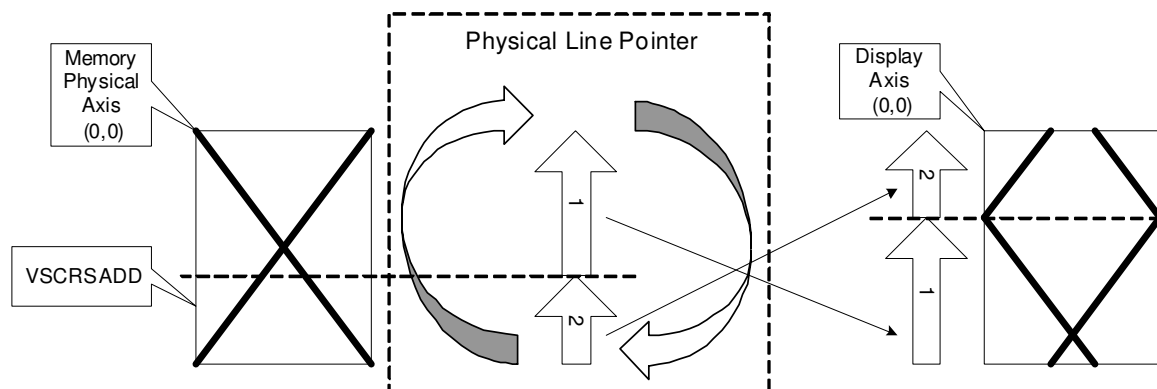 Physical Line Pointer
Memory
Physical
Axis
(0,0)
Display
Axis
(0,0)
1
2
2
1
VSCRSADD